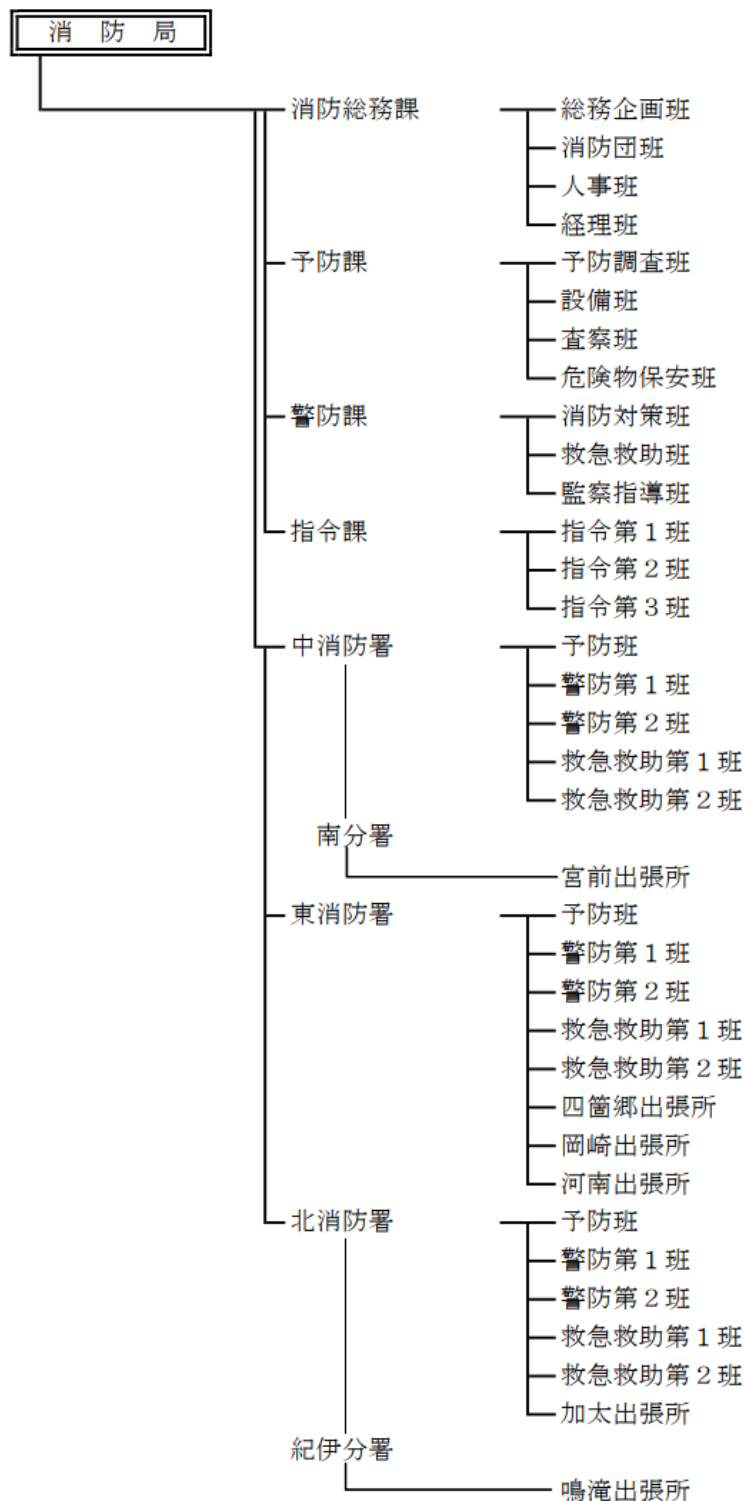 消防局
消防総務課 総務企画班
消防団班
人事班
経理班
予防課 予防調査班
設備班
査察班
危険物保安班
警防課 消防対策班
救急救助班
監察指導班
指令課 指令第１班
指令第２班
指令第３班
中消防署 予防班
警防第１班
警防第２班
救急救助第１班
救急救助第２班
南分署
宮前出張所
東消防署 予防班
警防第１班
警防第２班
救急救助第１班
救急救助第２班
四箇郷出張所
岡崎出張所
河南出張所
北消防署 予防班
警防第１班
警防第２班
救急救助第１班
救急救助第２班
加太出張所
紀伊分署
鳴滝出張所